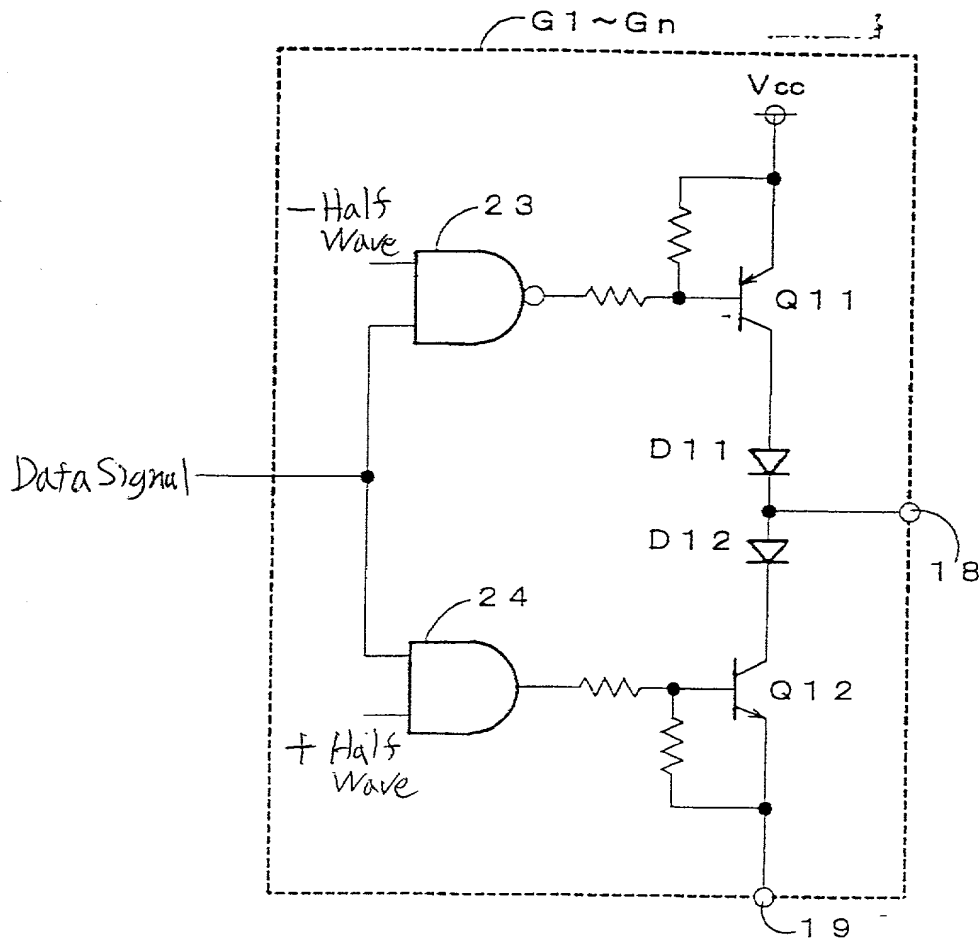 G1~Gn
Vcc
－Half
Wave
23
Q11
D11
Data Signal
D12
18
24
Q12
＋ Half
Wave
19